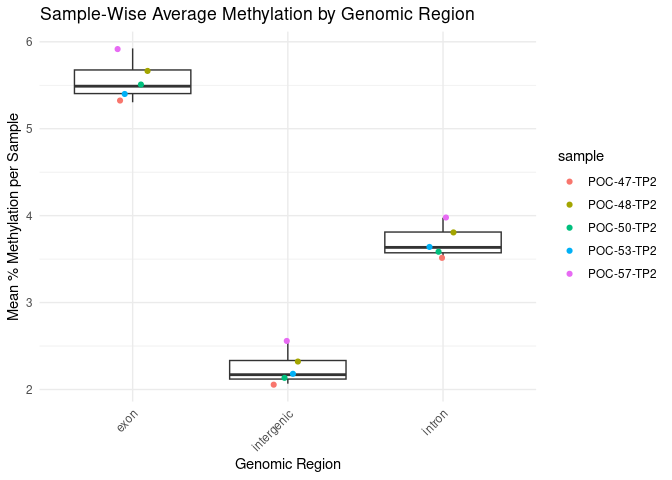 Sample-Wise Average Methylation by Genomic Region
Mean % Methylation per Sample
6
5
4
3
2
exon
intergenic
intron
Genomic Region
sample
POC-47-TP2
POC-48-TP2
POC-50-TP2
POC-53-TP2
POC-57-TP2